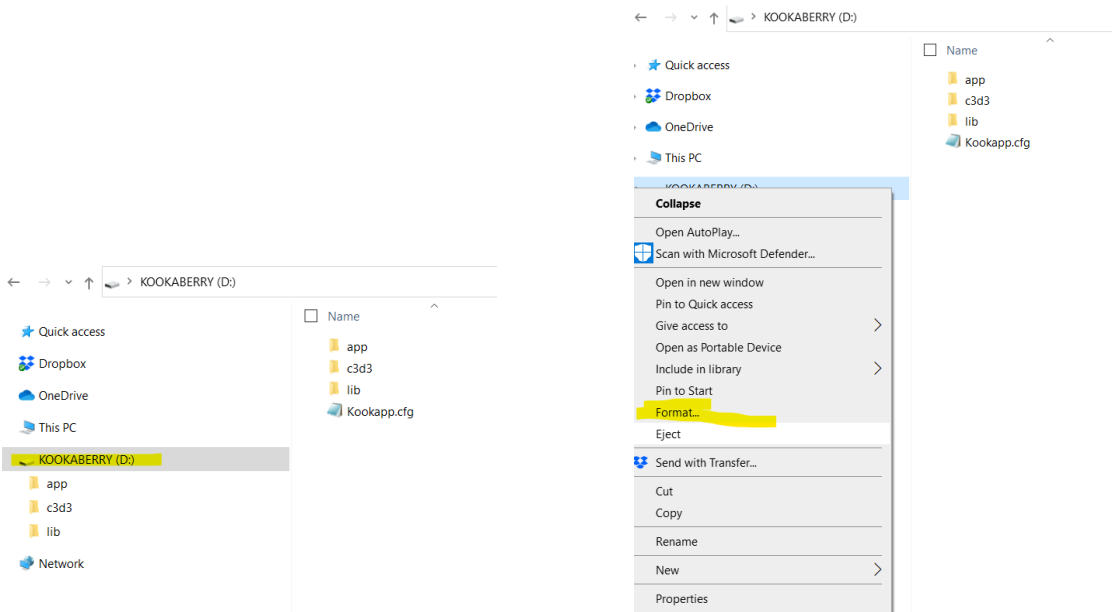 KOOKABERRY (D:)
Name
Quick access
Dropbox
OneDrive
This PC
KOOKABERRY (D:)
app
c3d3
lib
Network
app
c3d3
lib
Kookapp.cfg
KOOKABERRY (D:)
Quick access
Dropbox
OneDrive
This PC
KOOKABERRY (D:)
Collapse
Open AutoPlay...
Scan with Microsoft Defender...
Open in new window
Pin to Quick access
Give access to
Open as Portable Device
Include in library
Pin to Start
Format...
Eject
Send with Transfer...
Cut
Copy
Rename
New
Properties
Name
app
c3d3
lib
Kookapp.cfg